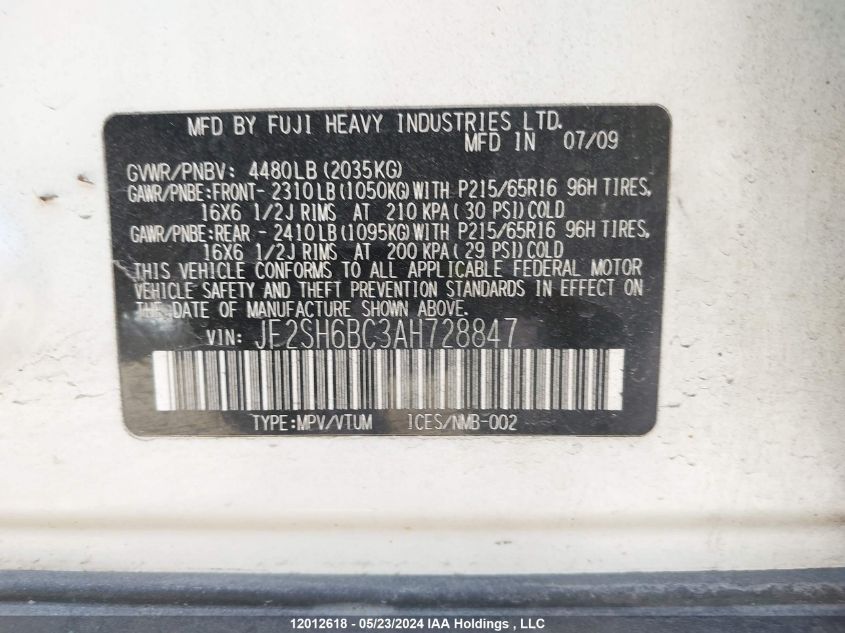 MFD BY FUJI HEAVY INDUSTRIES LTD.
MFD IN 07/09
GVWR/PNBV: 4480LB(2035KG)
GAWR/PNBE:FRONT- 2310LB(1050KG)WITH P215/65R16 96H TIRES,
16X6 1/2J RIMS AT 210 KPA(30 PSI)COLD
GAWR/PNBE:REAR - 2410LB(1095KG)WITH P215/65R16 96H TIRES,
16X6 1/2J RIMS AT 200 KPA(29 PSI)COLD
THIS VEHICLE CONFORMS TO ALL APPLICABLE FEDERAL MOTOR
VEHICLE SAFETY AND THEFT PREVENTION STANDARDS IN EFFECT ON
THE DATE OF MANUFACTURE SHOWN ABOVE.
VIN: JF2SH6BC3AH728847
TYPE:MPV/VTUM ICES/NMB-002
12012618 - 05/23/2024 IAA Holdings , LLC